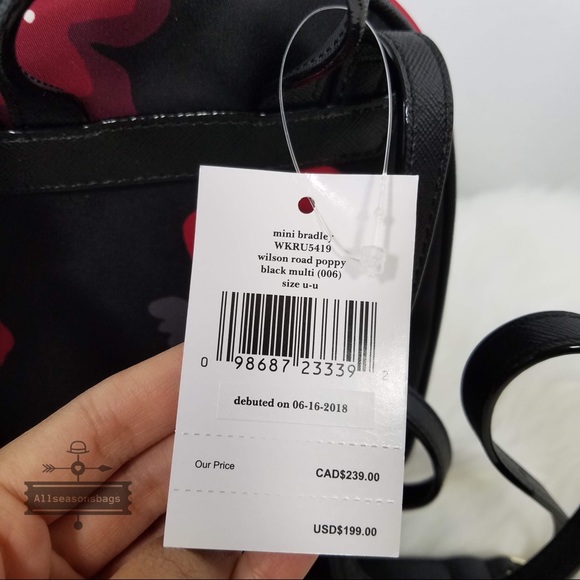 mini bradley
WKRU5419
wilson road poppy
black multi (006)
size u-u
0 98687 23339 2
debuted on 06-16-2018
Our Price CAD$239.00
USD$199.00
Allseasonsbags